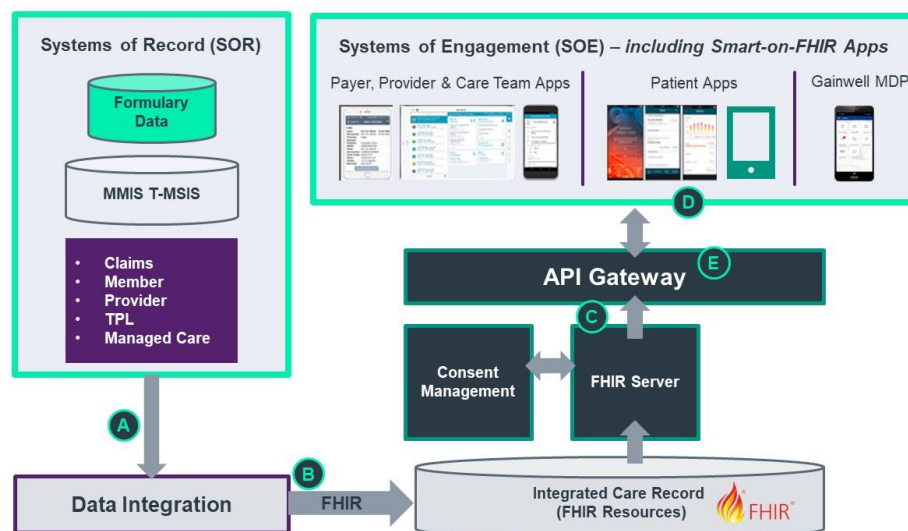 Systems of Record (SOR)
Formulary
Data
MMIS T-MSIS
• Claims
• Member
• Provider
• TPL
• Managed Care
A
Data Integration
B
FHIR
Systems of Engagement (SOE) – including Smart-on-FHIR Apps
Payer, Provider & Care Team Apps
Patient Apps
Gainwell MDP
D
E
API Gateway
C
Consent
Management
FHIR Server
Integrated Care Record
(FHIR Resources)
FHIR®